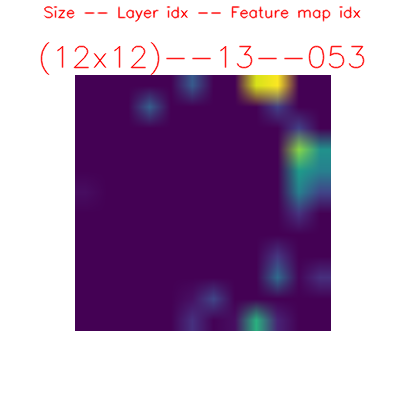 Size -- Layer idx -- Feature map idx
(12x12)--13--053